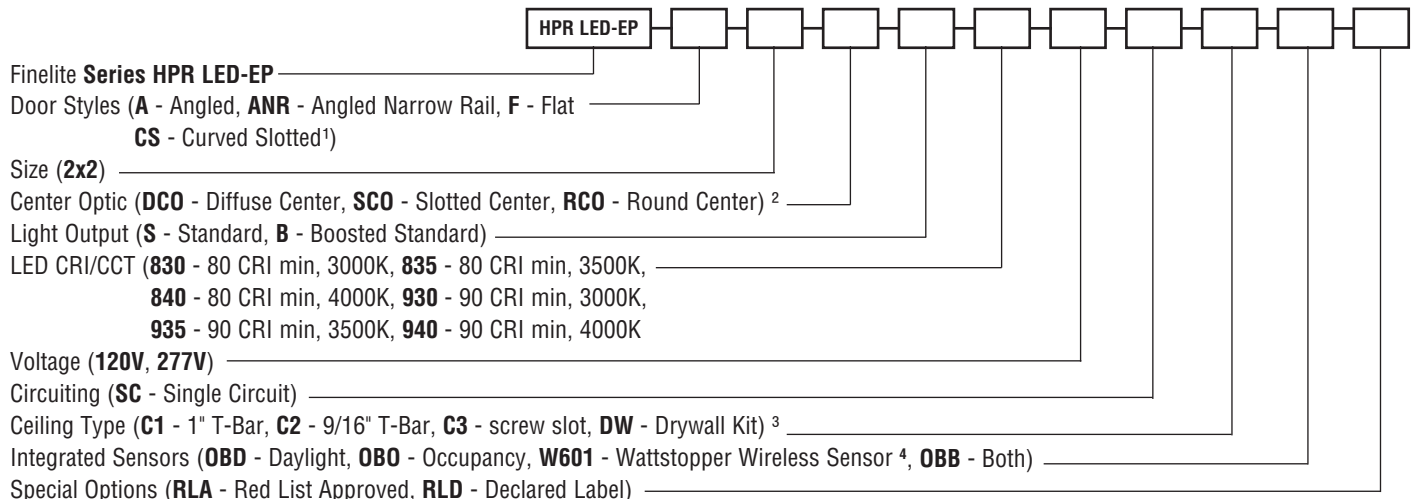 HPR LED-EP
Finelite Series HPR LED-EP
Door Styles (A - Angled, ANR - Angled Narrow Rail, F - Flat
CS - Curved Slotted¹)
Size (2x2)
Center Optic (DCO - Diffuse Center, SCO - Slotted Center, RCO - Round Center) ²
Light Output (S - Standard, B - Boosted Standard)
LED CRI/CCT (830 - 80 CRI min, 3000K, 835 - 80 CRI min, 3500K,
840 - 80 CRI min, 4000K, 930 - 90 CRI min, 3000K,
935 - 90 CRI min, 3500K, 940 - 90 CRI min, 4000K
Voltage (120V, 277V)
Circuiting (SC - Single Circuit)
Ceiling Type (C1 - 1" T-Bar, C2 - 9/16" T-Bar, C3 - screw slot, DW - Drywall Kit) ³
Integrated Sensors (OBD - Daylight, OBO - Occupancy, W601 - Wattstopper Wireless Sensor ⁴, OBB - Both)
Special Options (RLA - Red List Approved, RLD - Declared Label)